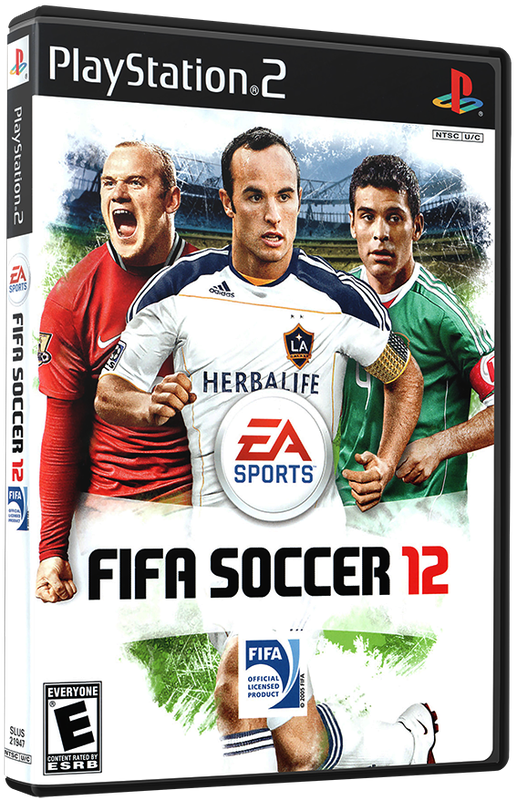 PlayStation®2
NTSC U/C
PlayStation®2
EA
SPORTS
FIFA SOCCER 12
FIFA
OFFICIAL
LICENSED
PRODUCT
SLUS
21947
NTSC U/C
adidas
LA
HERBALIFE
4
EA
SPORTS
FIFA SOCCER 12
FIFA
OFFICIAL
LICENSED
PRODUCT
© 2005 FIFA
EVERYONE
E
CONTENT RATED BY
ESRB